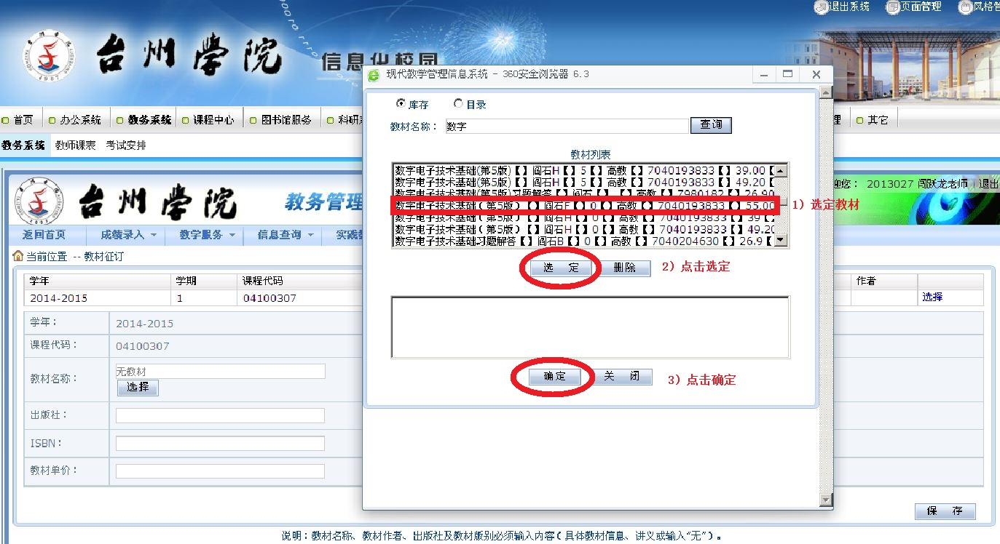 退出系统 页面管理 风格管
台州学院 信息化校园
现代教学管理信息系统 - 360安全浏览器 6.3
首页 办公系统 教务系统 课程中心 图书馆服务 科研系 理 其它
教务系统 教师课表 考试安排
库存 目录
教材名称： 数字 查询
教材列表
数字电子技术基础(第5版)【】阎石H【】5【】高教【】7040193833【】39.00【
数字电子技术基础(第5版)【】阎石H【】5【】高教【】7040193833【】49.20【
数字电子技术基础(第5版)习题解答【】阎石【】【】高教【】7980182【】26.90
数字电子技术基础（第5版）【】阎石F【】0【】高教【】7040193833【】55.00
数字电子技术基础（第5版）【】阎石H【】0【】高教【】7040193833【】39【】
数字电子技术基础（第5版）【】阎石H【】0【】高教【】7040193833【】49.20
数字电子技术基础习题解答【】阎石B【】0【】高教【】7040204630【】26.9【
1）选定教材
选 定 删除
2）点击选定
确定 关 闭
3）点击确定
台州学院 教务管理
迎您： 2013027 闾跃龙老师 退出
返回首页 成绩录入 教学服务 信息查询 实践教
当前位置 -- 教材征订
学年 学期 课程代码 作者
2014-2015 1 04100307 选择
学年： 2014-2015
课程代码： 04100307
教材名称： 无教材
选择
出版社：
ISBN：
教材单价：
保 存
说明：教材名称、教材作者、出版社及教材版别必须输入内容（具体教材信息、讲义或输入“无”）。